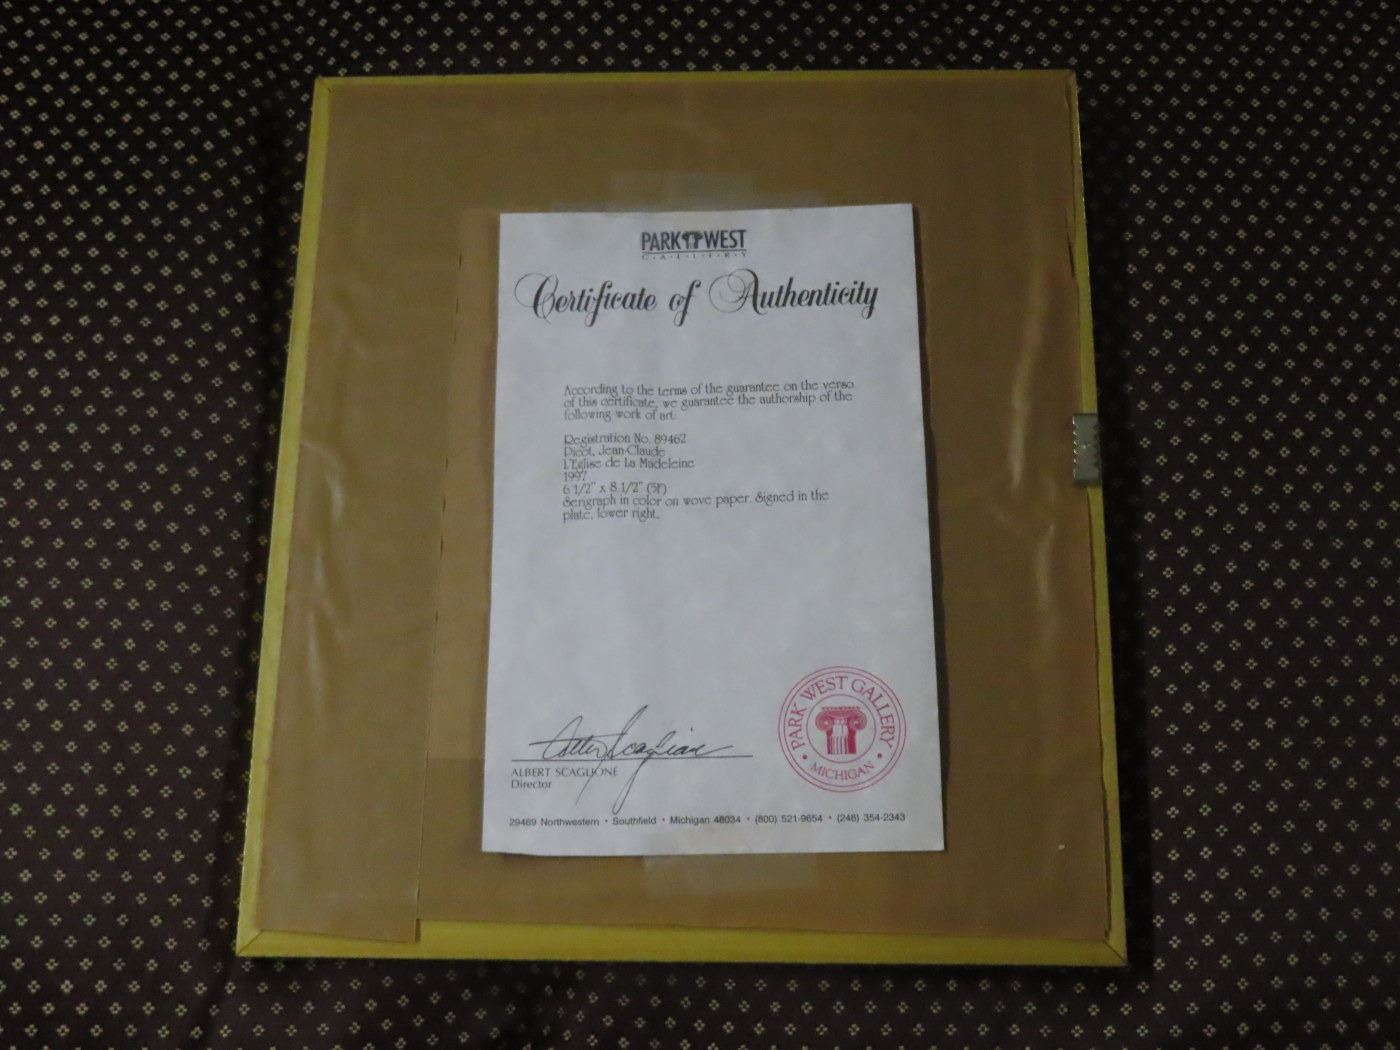 PARK WEST
GALLERY
Certificate of Authenticity
According to the terms of the guarantee on the verso
of this certificate, we guarantee the authorship of the
following work of art:
Registration No. 89462
Picot, Jean-Claude
L'Eglise de La Madeleine
1997
6 1/2" x 8 1/2" (SP)
Serigraph in color on wove paper. Signed in the
plate, lower right.
ALBERT SCAGLIONE
Director
PARK WEST GALLERY
• MICHIGAN •
29469 Northwestern • Southfield • Michigan 48034 • (800) 521-9654 • (248) 354-2343